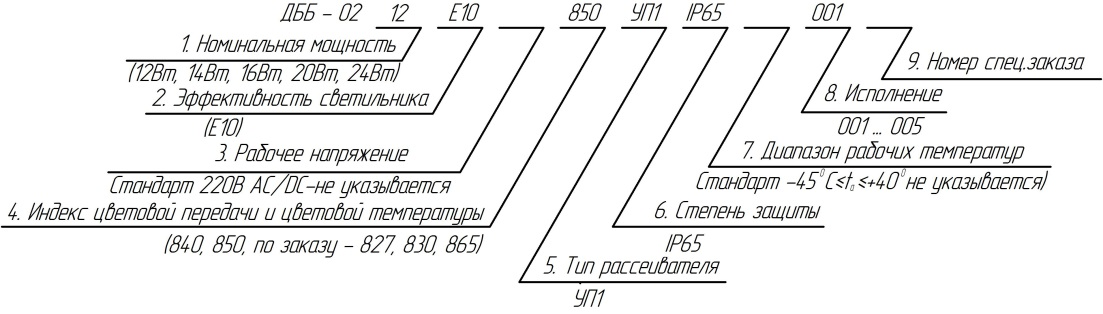 ДББ - 02 12 Е10 850 УП1 IP65 001
1. Номинальная мощность
(12Вт, 14Вт, 16Вт, 20Вт, 24Вт)
9. Номер спец.заказа
2. Эффективность светильника
(Е10)
8. Исполнение
001 ... 005
3. Рабочее напряжение
Стандарт 220В AC/DC-не указывается
7. Диапазон рабочих температур
Стандарт -45°С≤tₐ≤+40° не указывается)
4. Индекс цветовой передачи и цветовой температуры
(840, 850, по заказу - 827, 830, 865)
6. Степень защиты
IP65
5. Тип рассеивателя
УП1